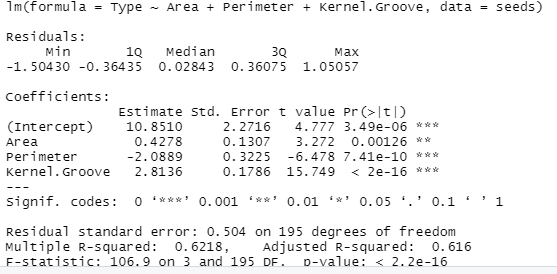 lm(formula = Type ~ Area + Perimeter + Kernel.Groove, data = seeds)
Residuals:
Min 1Q Median 3Q Max
-1.50430 -0.36435 0.02843 0.36075 1.05057
Coefficients:
Estimate Std. Error t value Pr(>|t|)
(Intercept) 10.8510 2.2716 4.777 3.49e-06 ***
Area 0.4278 0.1307 3.272 0.00126 **
Perimeter -2.0889 0.3225 -6.478 7.41e-10 ***
Kernel.Groove 2.8136 0.1786 15.749 < 2e-16 ***
---
Signif. codes: 0 ‘***’ 0.001 ‘**’ 0.01 ‘*’ 0.05 ‘.’ 0.1 ‘ ’ 1
Residual standard error: 0.504 on 195 degrees of freedom
Multiple R-squared: 0.6218, Adjusted R-squared: 0.616
F-statistic: 106.9 on 3 and 195 DF, p-value: < 2.2e-16